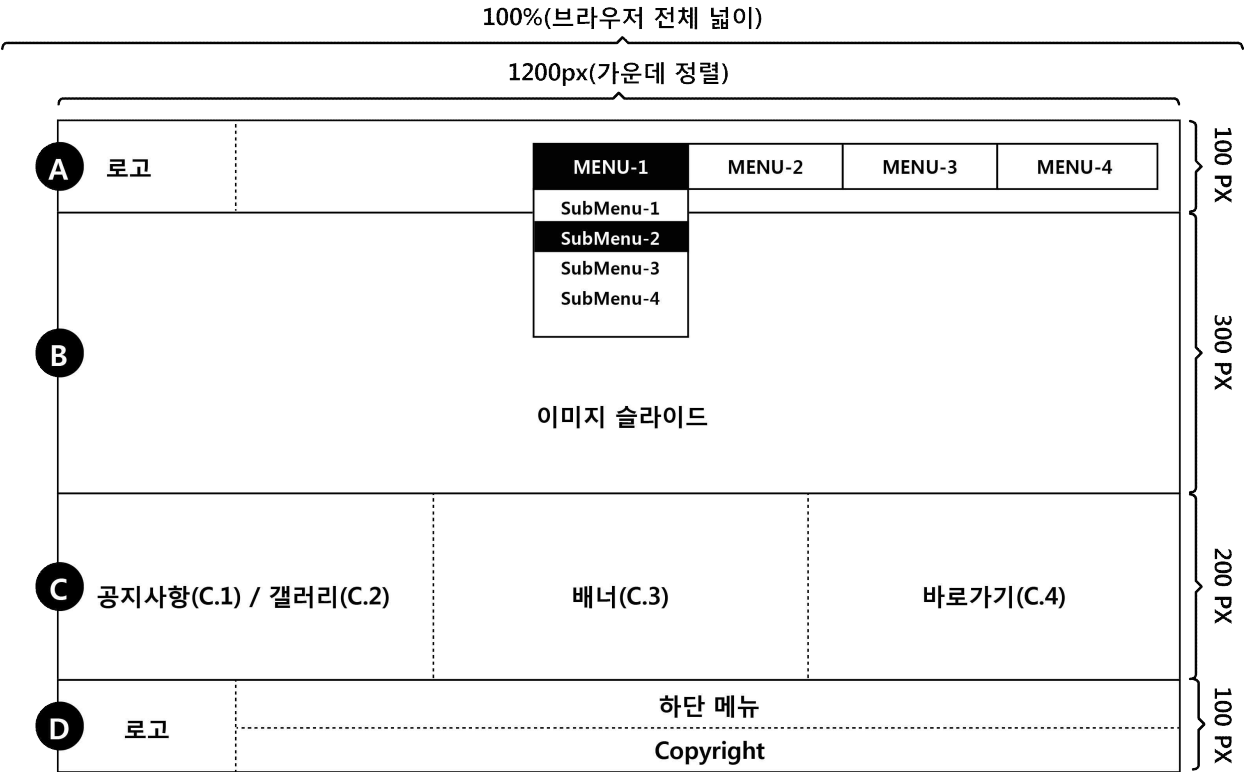 100%(브라우저 전체 넓이)
1200px(가운데 정렬)
A
로고
MENU-1
MENU-2
MENU-3
MENU-4
100 PX
SubMenu-1
SubMenu-2
SubMenu-3
SubMenu-4
B
이미지 슬라이드
300 PX
C
공지사항(C.1) / 갤러리(C.2)
배너(C.3)
바로가기(C.4)
200 PX
D
로고
하단 메뉴
Copyright
100 PX